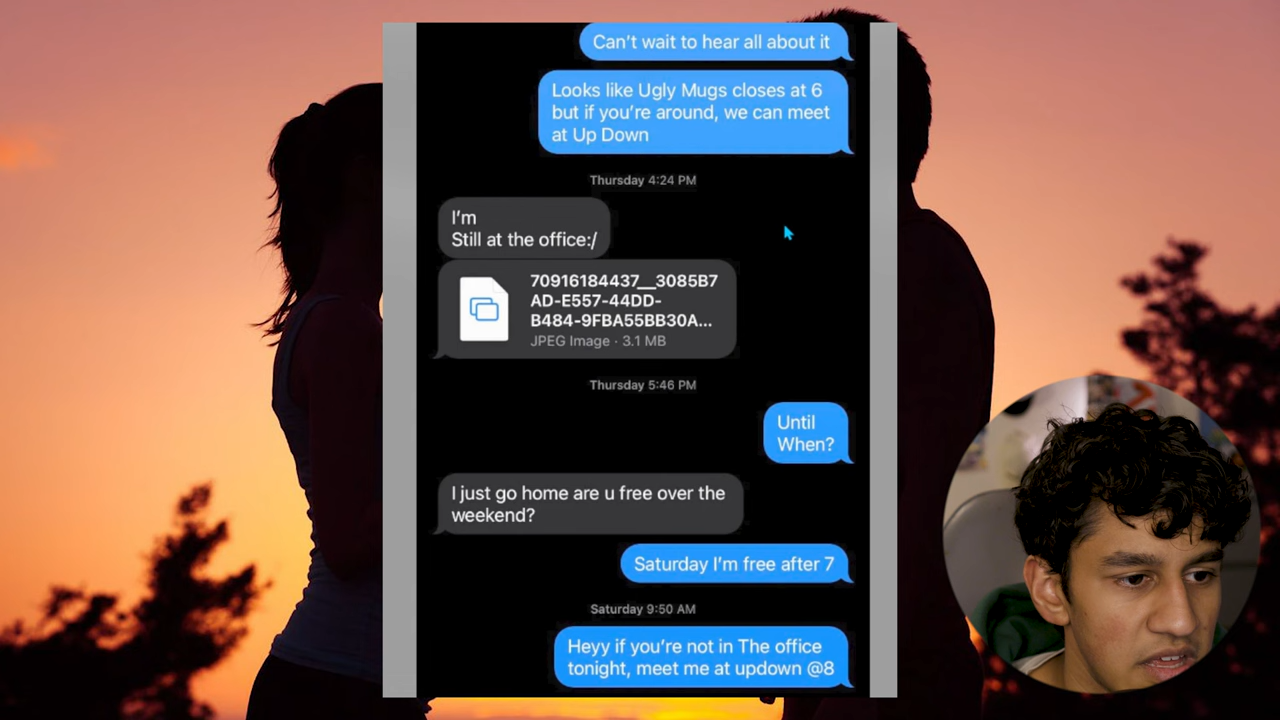 Can't wait to hear all about it
Looks like Ugly Mugs closes at 6
but if you're around, we can meet
at Up Down
Thursday 4:24 PM
I'm
Still at the office:/
70916184437__3085B7
AD-E557-44DD-
B484-9FBA55BB30A...
JPEG Image · 3.1 MB
Thursday 5:46 PM
Until
When?
I just go home are u free over the
weekend?
Saturday I'm free after 7
Saturday 9:50 AM
Heyy if you're not in The office
tonight, meet me at updown @8